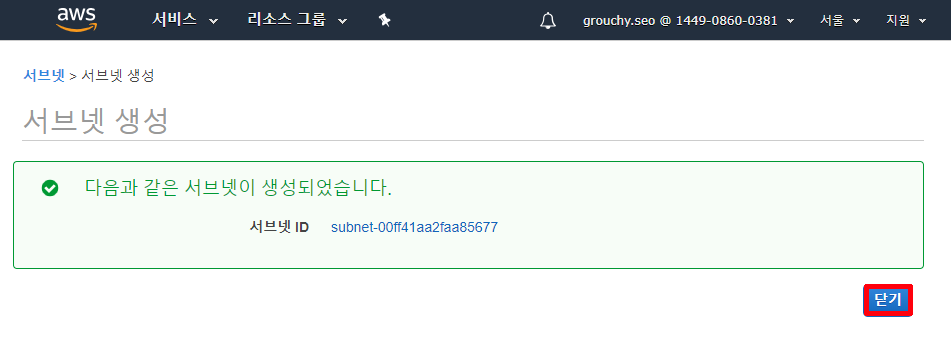 aws 서비스 리소스 그룹 grouchy.seo @ 1449-0860-0381 서울 지원
서브넷 > 서브넷 생성
서브넷 생성
다음과 같은 서브넷이 생성되었습니다.
서브넷 ID subnet-00ff41aa2faa85677
닫기